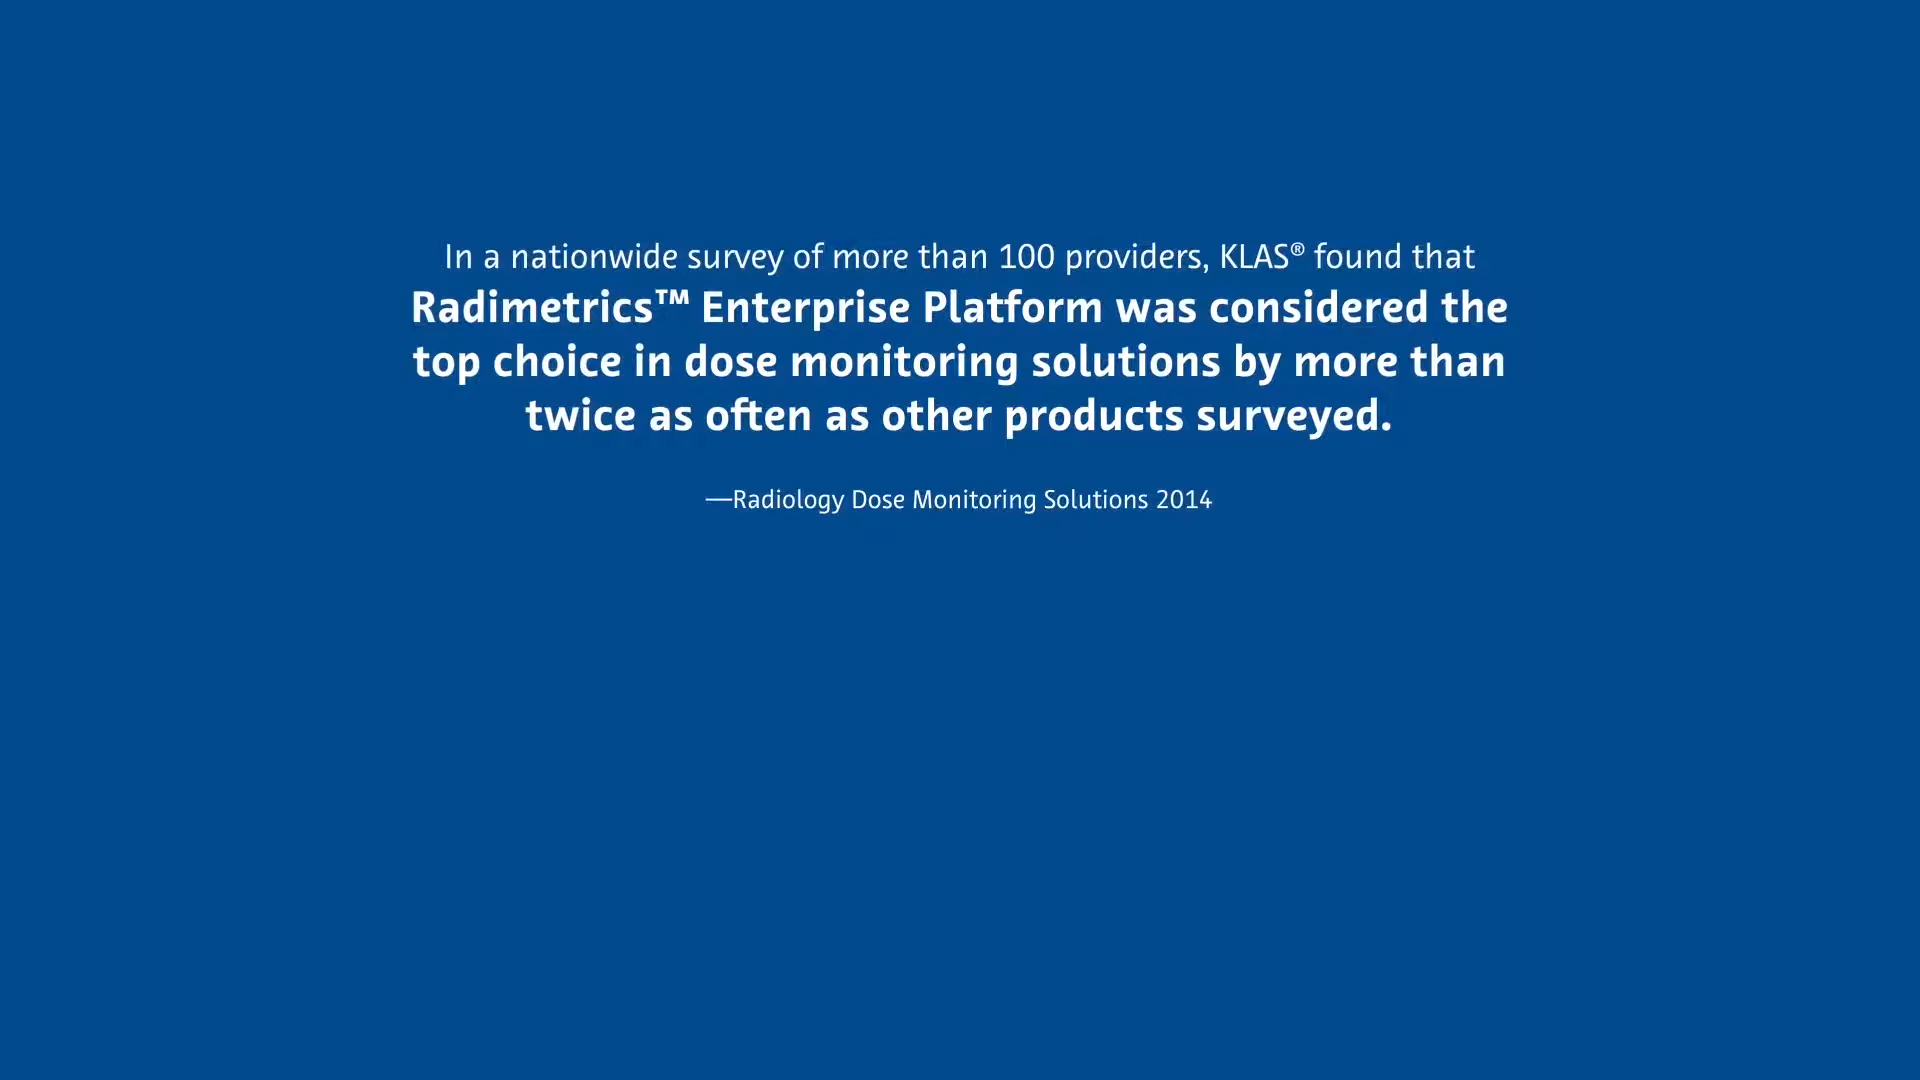 In a nationwide survey of more than 100 providers, KLAS® found that
Radimetrics™ Enterprise Platform was considered the
top choice in dose monitoring solutions by more than
twice as often as other products surveyed.
—Radiology Dose Monitoring Solutions 2014